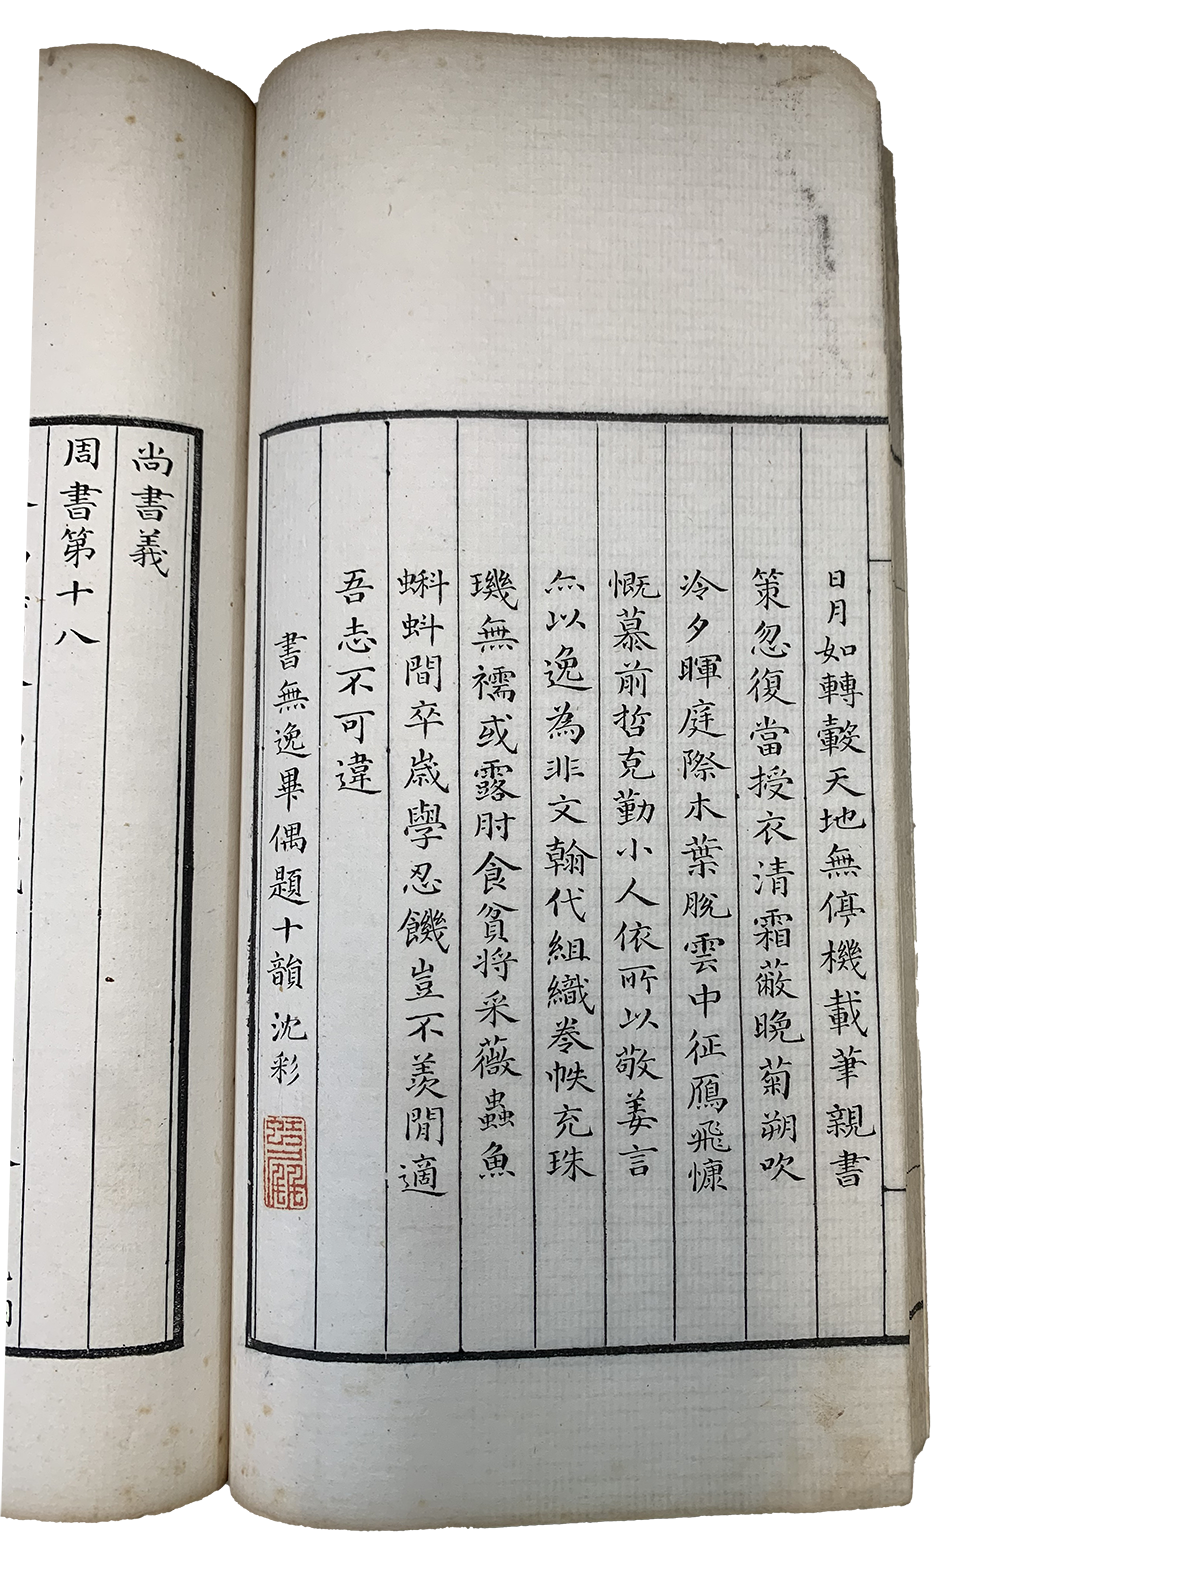 日月如轉轂天地無停機載筆親書
策忽復當授衣清霜蔽晚菊朔吹
冷夕暉庭際木葉脫雲中征鴈飛慷
慨慕前哲克勤小人依所以敬姜言
無以逸為非文翰代組織卷帙充珠
璣無襦或露肘食貧將采薇蟲魚
蝌蚪間卒歲學忍饑豈不羨閒適
吾志不可違
書無逸畢偶題十韻 沈彩
尚書義
周書第十八